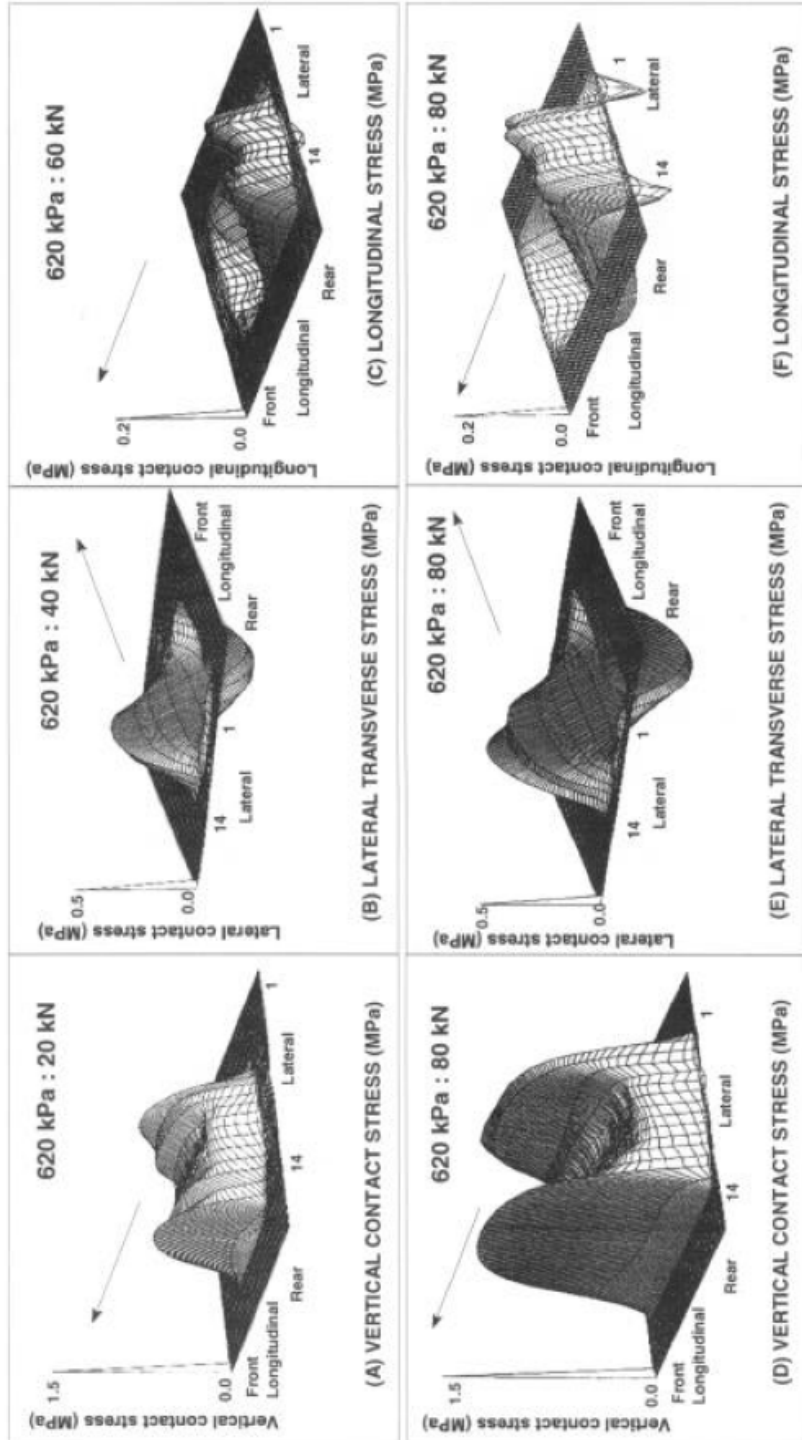 620 kPa : 20 kN
Vertical contact stress (MPa)
1.5
0.0
Front
Longitudinal
Rear
14
Lateral
1
(A) VERTICAL CONTACT STRESS (MPa)
620 kPa : 40 kN
Lateral contact stress (MPa)
0.5
0.0
14
Lateral
1
Rear
Longitudinal
Front
(B) LATERAL TRANSVERSE STRESS (MPa)
620 kPa : 60 kN
Longitudinal contact stress (MPa)
0.2
0.0
Front
Longitudinal
Rear
14
Lateral
1
(C) LONGITUDINAL STRESS (MPa)
620 kPa : 80 kN
Vertical contact stress (MPa)
1.5
0.0
Front
Longitudinal
Rear
14
Lateral
1
(D) VERTICAL CONTACT STRESS (MPa)
620 kPa : 80 kN
Lateral contact stress (MPa)
0.5
0.0
14
Lateral
1
Rear
Longitudinal
Front
(E) LATERAL TRANSVERSE STRESS (MPa)
620 kPa : 80 kN
Longitudinal contact stress (MPa)
0.2
0.0
Front
Longitudinal
Rear
14
Lateral
1
(F) LONGITUDINAL STRESS (MPa)